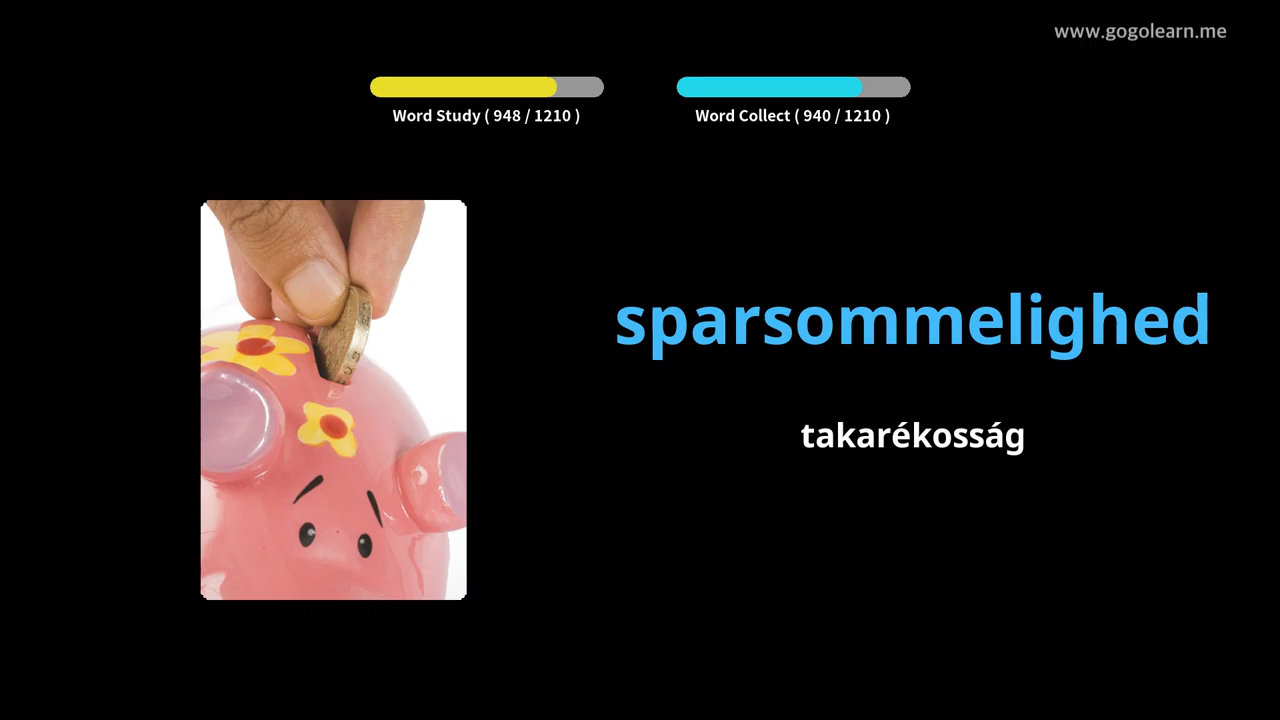 www.gogolearn.me
Word Study ( 948 / 1210 )
Word Collect ( 940 / 1210 )
sparsommelighed
takarékosság